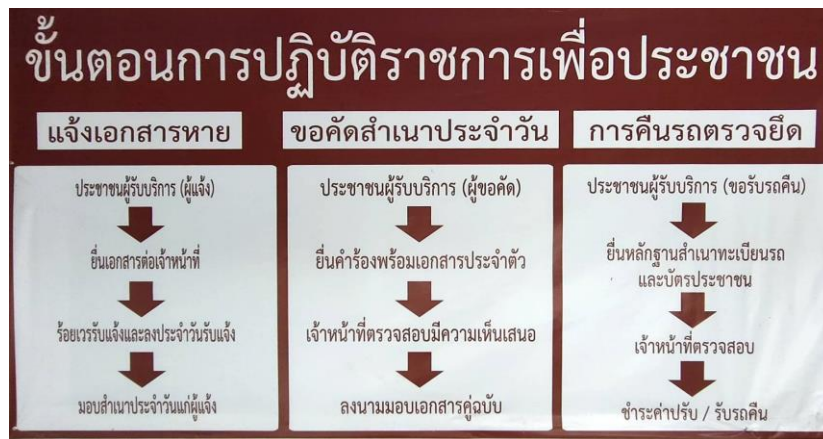 ขั้นตอนการปฏิบัติราชการเพื่อประชาชน
แจ้งเอกสารหาย
ประชาชนผู้รับบริการ (ผู้แจ้ง)
ยื่นเอกสารต่อเจ้าหน้าที่
ร้อยเวรรับแจ้งและลงประจำวันรับแจ้ง
มอบสำเนาประจำวันแก่ผู้แจ้ง
ขอคัดสำเนาประจำวัน
ประชาชนผู้รับบริการ (ผู้ขอคัด)
ยื่นคำร้องพร้อมเอกสารประจำตัว
เจ้าหน้าที่ตรวจสอบมีความเห็นเสนอ
ลงนามมอบเอกสารคู่ฉบับ
การคืนรถตรวจยึด
ประชาชนผู้รับบริการ (ขอรับรถคืน)
ยื่นหลักฐานสำเนาทะเบียนรถ
และบัตรประชาชน
เจ้าหน้าที่ตรวจสอบ
ชำระค่าปรับ / รับรถคืน